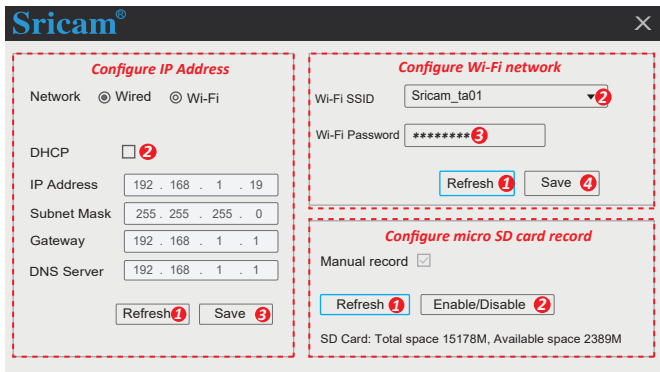 Sricam®
Configure IP Address
Network Wired Wi-Fi
DHCP 2
IP Address 192 . 168 . 1 . 19
Subnet Mask 255 . 255 . 255 . 0
Gateway 192 . 168 . 1 . 1
DNS Server 192 . 168 . 1 . 1
Refresh 1 Save 3
Configure Wi-Fi network
Wi-Fi SSID Sricam_ta01 2
Wi-Fi Password ******** 3
Refresh 1 Save 4
Configure micro SD card record
Manual record
Refresh 1 Enable/Disable 2
SD Card: Total space 15178M, Available space 2389M